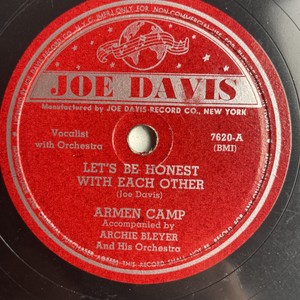 JOE DAVIS
Manufactured by JOE DAVIS RECORD CO., NEW YORK
Vocalist
with Orchestra
7620-A
(BMI)
LET'S BE HONEST
WITH EACH OTHER
(Joe Davis)
ARMEN CAMP
Accompanied by
ARCHIE BLEYER
And His Orchestra